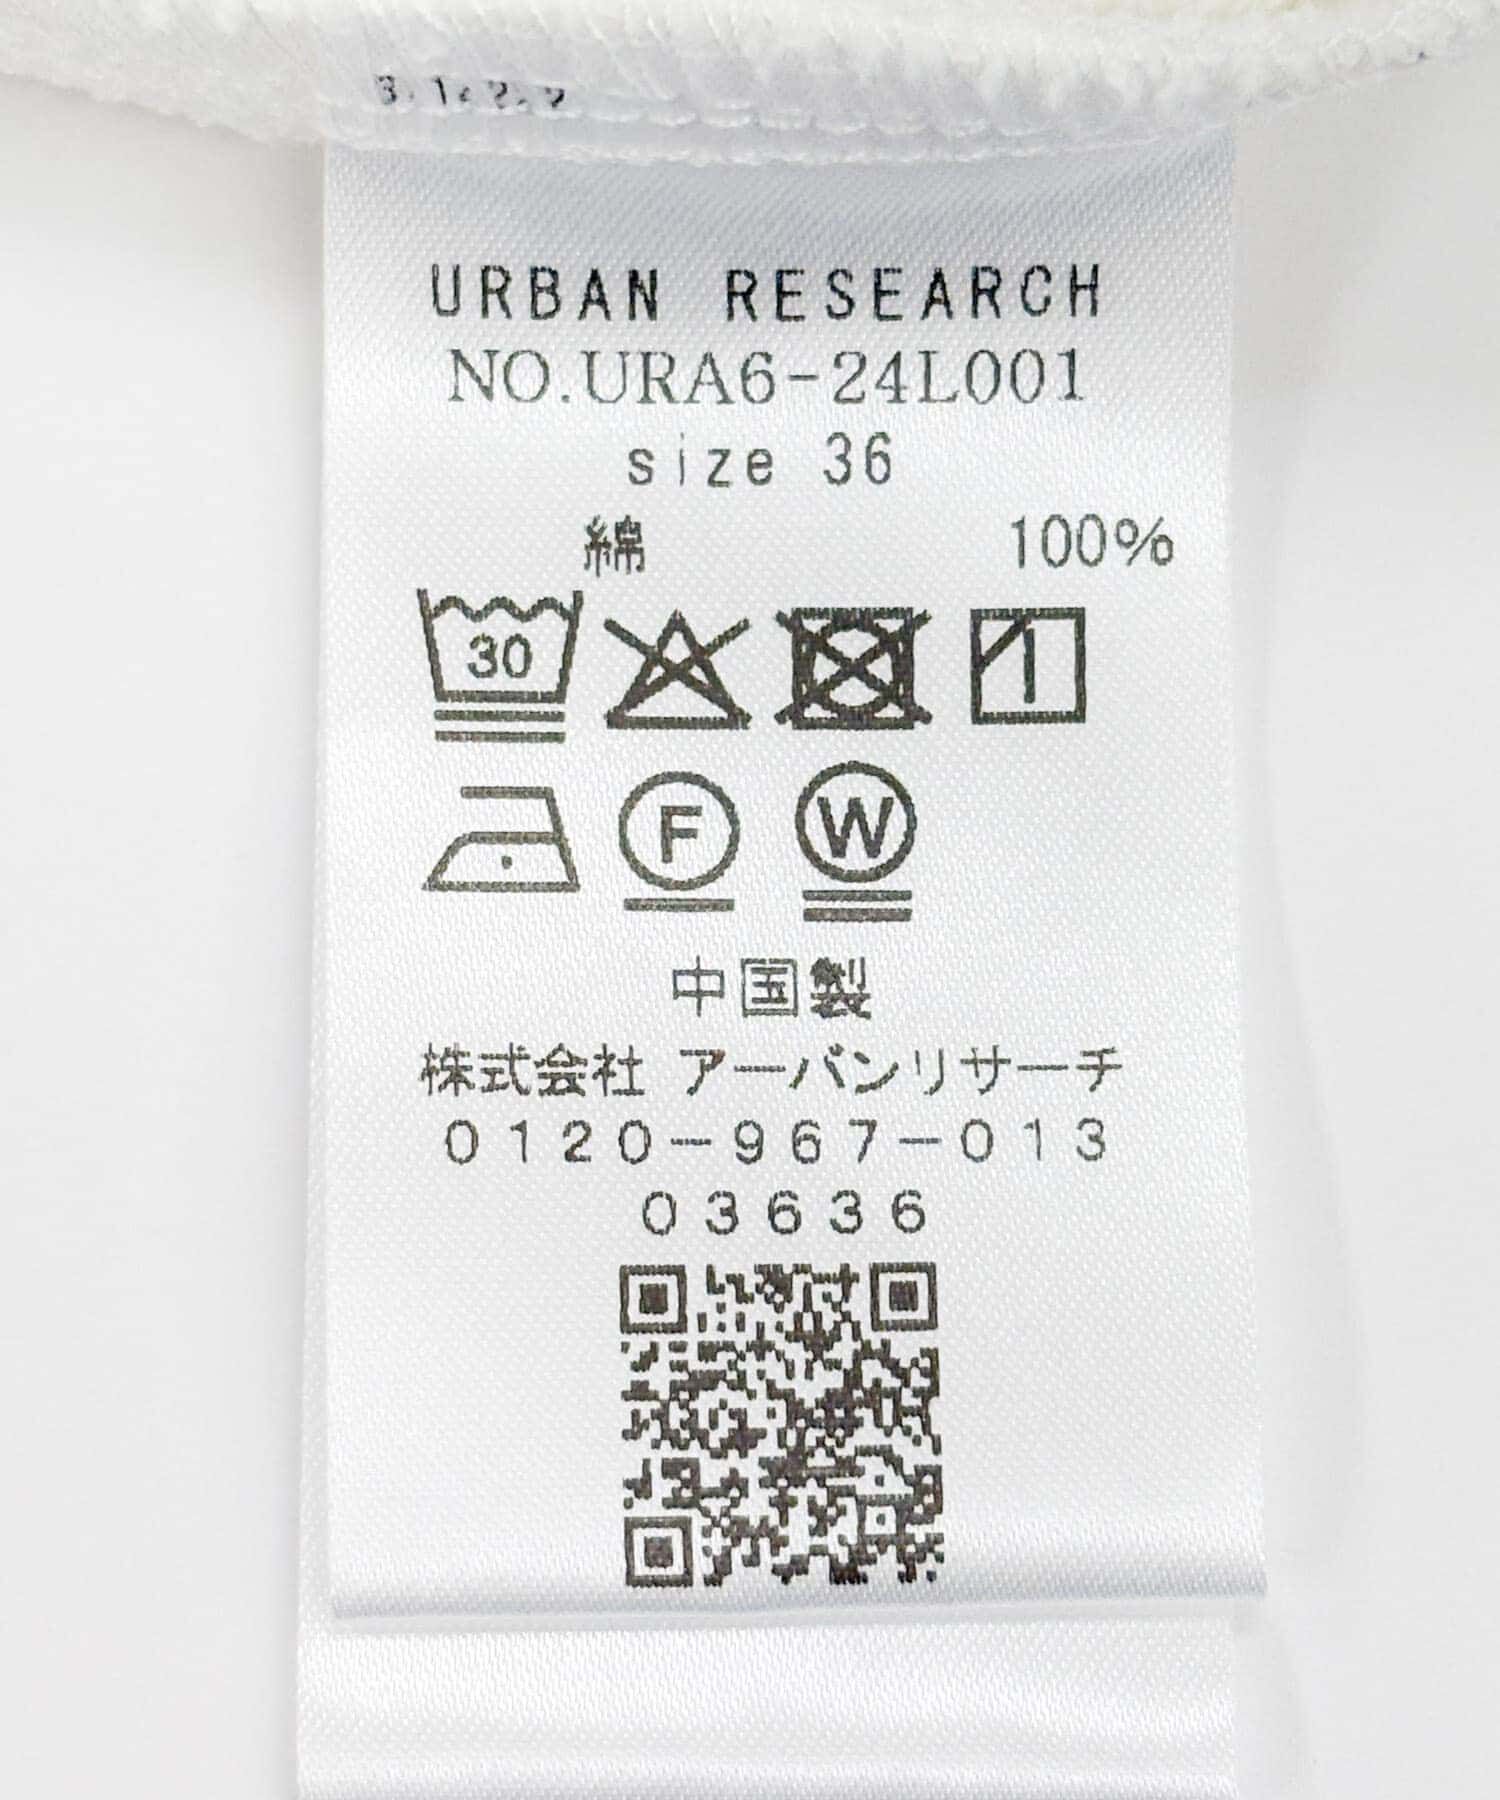 URBAN RESEARCH
NO.URA6-24L001
size 36
綿 100%
30
F W
中国製
株式会社 アーバンリサーチ
0120-967-013
03636